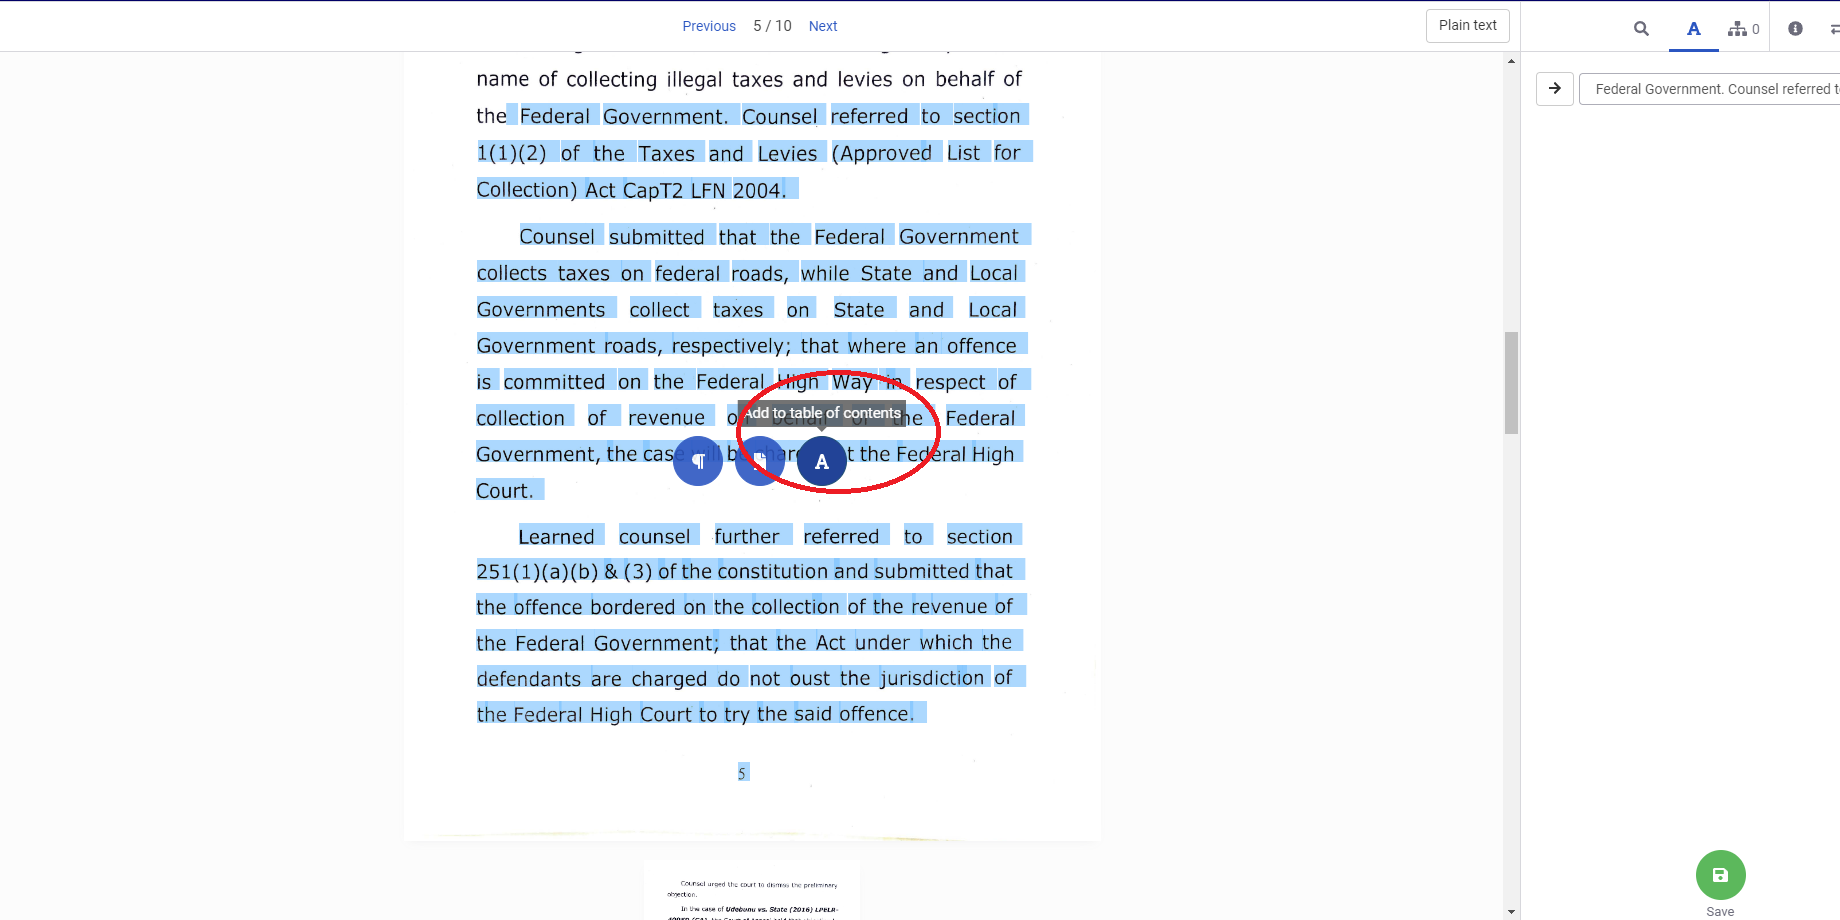 Previous 5 / 10 Next
Plain text
A
0
Federal Government. Counsel referred t
name of collecting illegal taxes and levies on behalf of
the Federal Government. Counsel referred to section
1(1)(2) of the Taxes and Levies (Approved List for
Collection) Act CapT2 LFN 2004.
Counsel submitted that the Federal Government
collects taxes on federal roads, while State and Local
Governments collect taxes on State and Local
Government roads, respectively; that where an offence
is committed on the Federal High Way in respect of
collection of revenue on behalf of the Federal
Add to table of contents
Government, the case will b t the Federal High
¶
A
Court.
Learned counsel further referred to section
251(1)(a)(b) & (3) of the constitution and submitted that
the offence bordered on the collection of the revenue of
the Federal Government; that the Act under which the
defendants are charged do not oust the jurisdiction of
the Federal High Court to try the said offence.
5
Counsel urged the court to dismiss the preliminary
objection.
In the case of Udebunu vs. State (2016) LPELR-
Save